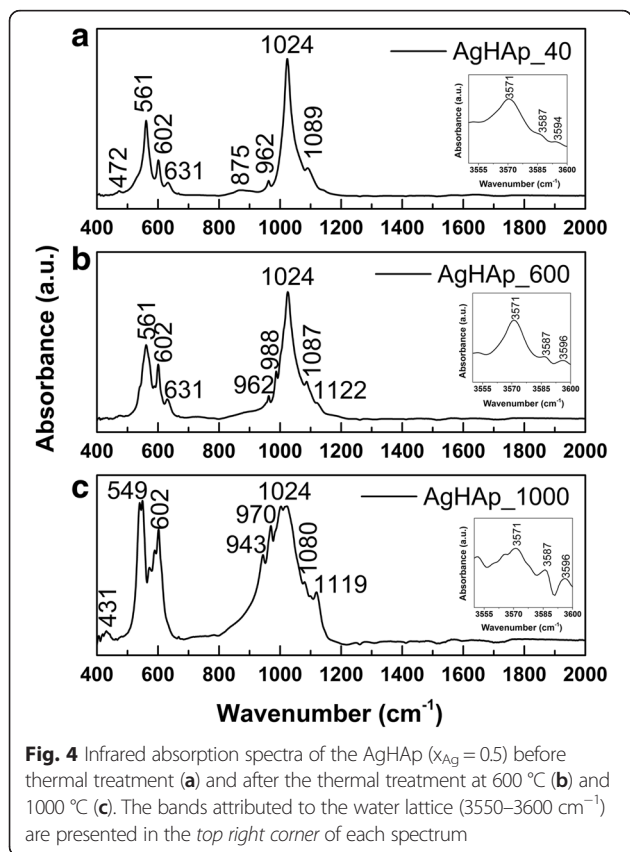 a
1024
AgHAp_40
561
602
631
472
875
962
1089
Absorbance (a.u.)
3571
3587
3594
3555 3570 3585 3600
Wavenumber (cm⁻¹)
400 600 800 1000 1200 1400 1600 1800 2000
b
1024
AgHAp_600
561
602
631
962
988
1087
1122
Absorbance (a.u.)
3571
3587
3596
3555 3570 3585 3600
Wavenumber (cm⁻¹)
400 600 800 1000 1200 1400 1600 1800 2000
c
1024
AgHAp_1000
549
602
431
943
970
1080
1119
Absorbance (a.u.)
3571
3587
3596
3555 3570 3585 3600
Wavenumber (cm⁻¹)
400 600 800 1000 1200 1400 1600 1800 2000
Absorbance (a.u.)
Wavenumber (cm⁻¹)
Fig. 4 Infrared absorption spectra of the AgHAp (xAg = 0.5) before
thermal treatment (a) and after the thermal treatment at 600 °C (b) and
1000 °C (c). The bands attributed to the water lattice (3550–3600 cm⁻¹)
are presented in the top right corner of each spectrum